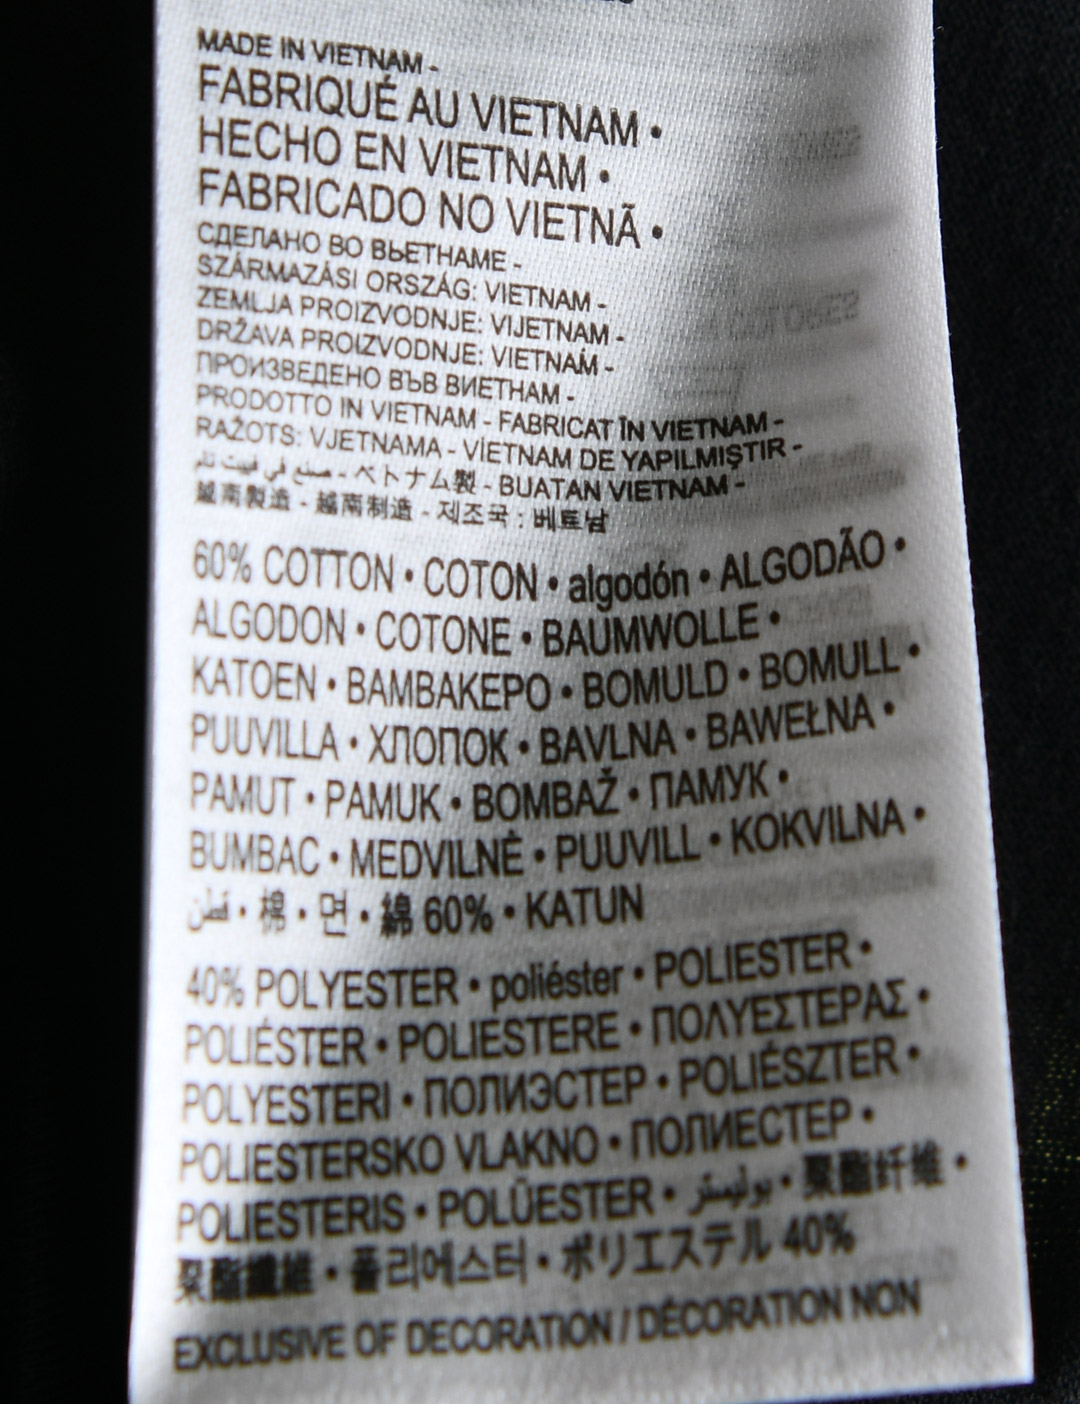 MADE IN VIETNAM -
FABRIQUÉ AU VIETNAM •
HECHO EN VIETNAM •
FABRICADO NO VIETNÃ •
СДЕЛАНО ВО ВЬЕТНАМЕ -
SZÁRMAZÁSI ORSZÁG: VIETNAM -
ZEMLJA PROIZVODNJE: VIJETNAM -
DRŽAVA PROIZVODNJE: VIETNAM -
ПРОИЗВЕДЕНО ВЪВ ВИЕТНАМ -
PRODOTTO IN VIETNAM - FABRICAT ÎN VIETNAM -
RAŽOTS: VJETNAMA - VİETNAM DE YAPILMIŞTIR -
صنع في فيت نام - ベトナム製 - BUATAN VIETNAM -
越南製造 - 越南制造 - 제조국 : 베트남
60% COTTON • COTON • algodón • ALGODÃO •
ALGODON • COTONE • BAUMWOLLE •
KATOEN • BAMBAKEPO • BOMULD • BOMULL •
PUUVILLA • ХЛОПОК • BAVLNA • BAWEŁNA •
PAMUT • PAMUK • BOMBAŽ • ПАМУК •
BUMBAC • MEDVILNĖ • PUUVILL • KOKVILNA •
قطن • 棉 • 면 • 綿 60% • KATUN
40% POLYESTER • poliéster • POLIESTER •
POLIÉSTER • POLIESTERE • ΠΟΛΥΕΣΤΕΡΑΣ •
POLYESTERI • ПОЛИЭСТЕР • POLIÉSZTER •
POLIESTERSKO VLAKNO • ПОЛИЕСТЕР •
POLIESTERIS • POLÜESTER • بوليستر • 聚酯纤维 •
聚酯纖維 • 폴리에스터 • ポリエステル 40%
EXCLUSIVE OF DECORATION / DÉCORATION NON